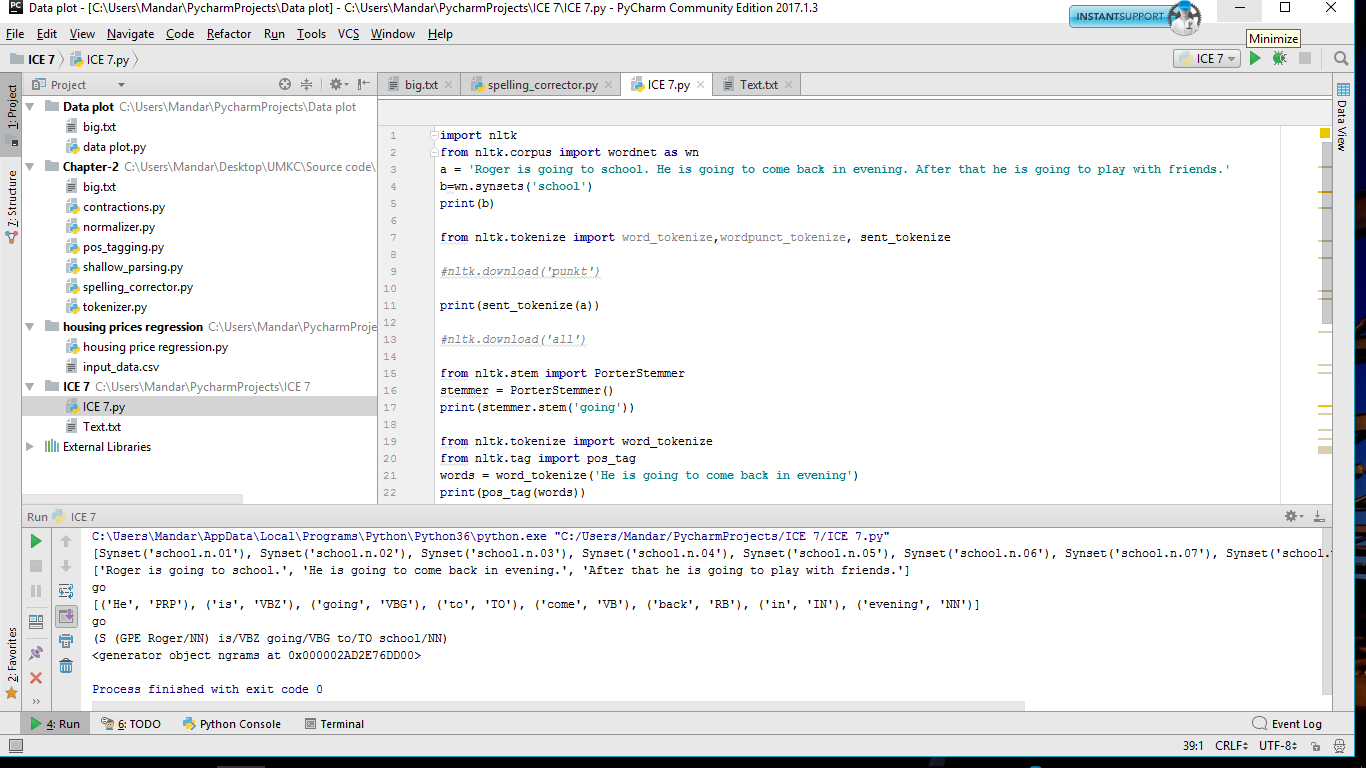 PC Data plot - [C:\Users\Mandar\PycharmProjects\Data plot] - C:\Users\Mandar\PycharmProjects\ICE 7\ICE 7.py - PyCharm Community Edition 2017.1.3
INSTANTSUPPORT
File Edit View Navigate Code Refactor Run Tools VCS Window Help
Minimize
ICE 7 ICE 7.py
ICE 7
Project
big.txt spelling_corrector.py ICE 7.py Text.txt
1: Project
7: Structure
2: Favorites
Data View
Data plot C:\Users\Mandar\PycharmProjects\Data plot
big.txt
data plot.py
Chapter-2 C:\Users\Mandar\Desktop\UMKC\Source code\
big.txt
contractions.py
normalizer.py
pos_tagging.py
shallow_parsing.py
spelling_corrector.py
tokenizer.py
housing prices regression C:\Users\Mandar\PycharmProje
housing price regression.py
input_data.csv
ICE 7 C:\Users\Mandar\PycharmProjects\ICE 7
ICE 7.py
Text.txt
External Libraries
1 import nltk
2 from nltk.corpus import wordnet as wn
3 a = 'Roger is going to school. He is going to come back in evening. After that he is going to play with friends.'
4 b=wn.synsets('school')
5 print(b)
6
7 from nltk.tokenize import word_tokenize,wordpunct_tokenize, sent_tokenize
8
9 #nltk.download('punkt')
10
11 print(sent_tokenize(a))
12
13 #nltk.download('all')
14
15 from nltk.stem import PorterStemmer
16 stemmer = PorterStemmer()
17 print(stemmer.stem('going'))
18
19 from nltk.tokenize import word_tokenize
20 from nltk.tag import pos_tag
21 words = word_tokenize('He is going to come back in evening')
22 print(pos_tag(words))
Run ICE 7
C:\Users\Mandar\AppData\Local\Programs\Python\Python36\python.exe "C:/Users/Mandar/PycharmProjects/ICE 7/ICE 7.py"
[Synset('school.n.01'), Synset('school.n.02'), Synset('school.n.03'), Synset('school.n.04'), Synset('school.n.05'), Synset('school.n.06'), Synset('school.n.07'), Synset('school.
['Roger is going to school.', 'He is going to come back in evening.', 'After that he is going to play with friends.']
go
[('He', 'PRP'), ('is', 'VBZ'), ('going', 'VBG'), ('to', 'TO'), ('come', 'VB'), ('back', 'RB'), ('in', 'IN'), ('evening', 'NN')]
go
(S (GPE Roger/NN) is/VBZ going/VBG to/TO school/NN)
<generator object ngrams at 0x000002AD2E76DD00>
Process finished with exit code 0
4: Run 6: TODO Python Console Terminal Event Log
39:1 CRLF UTF-8